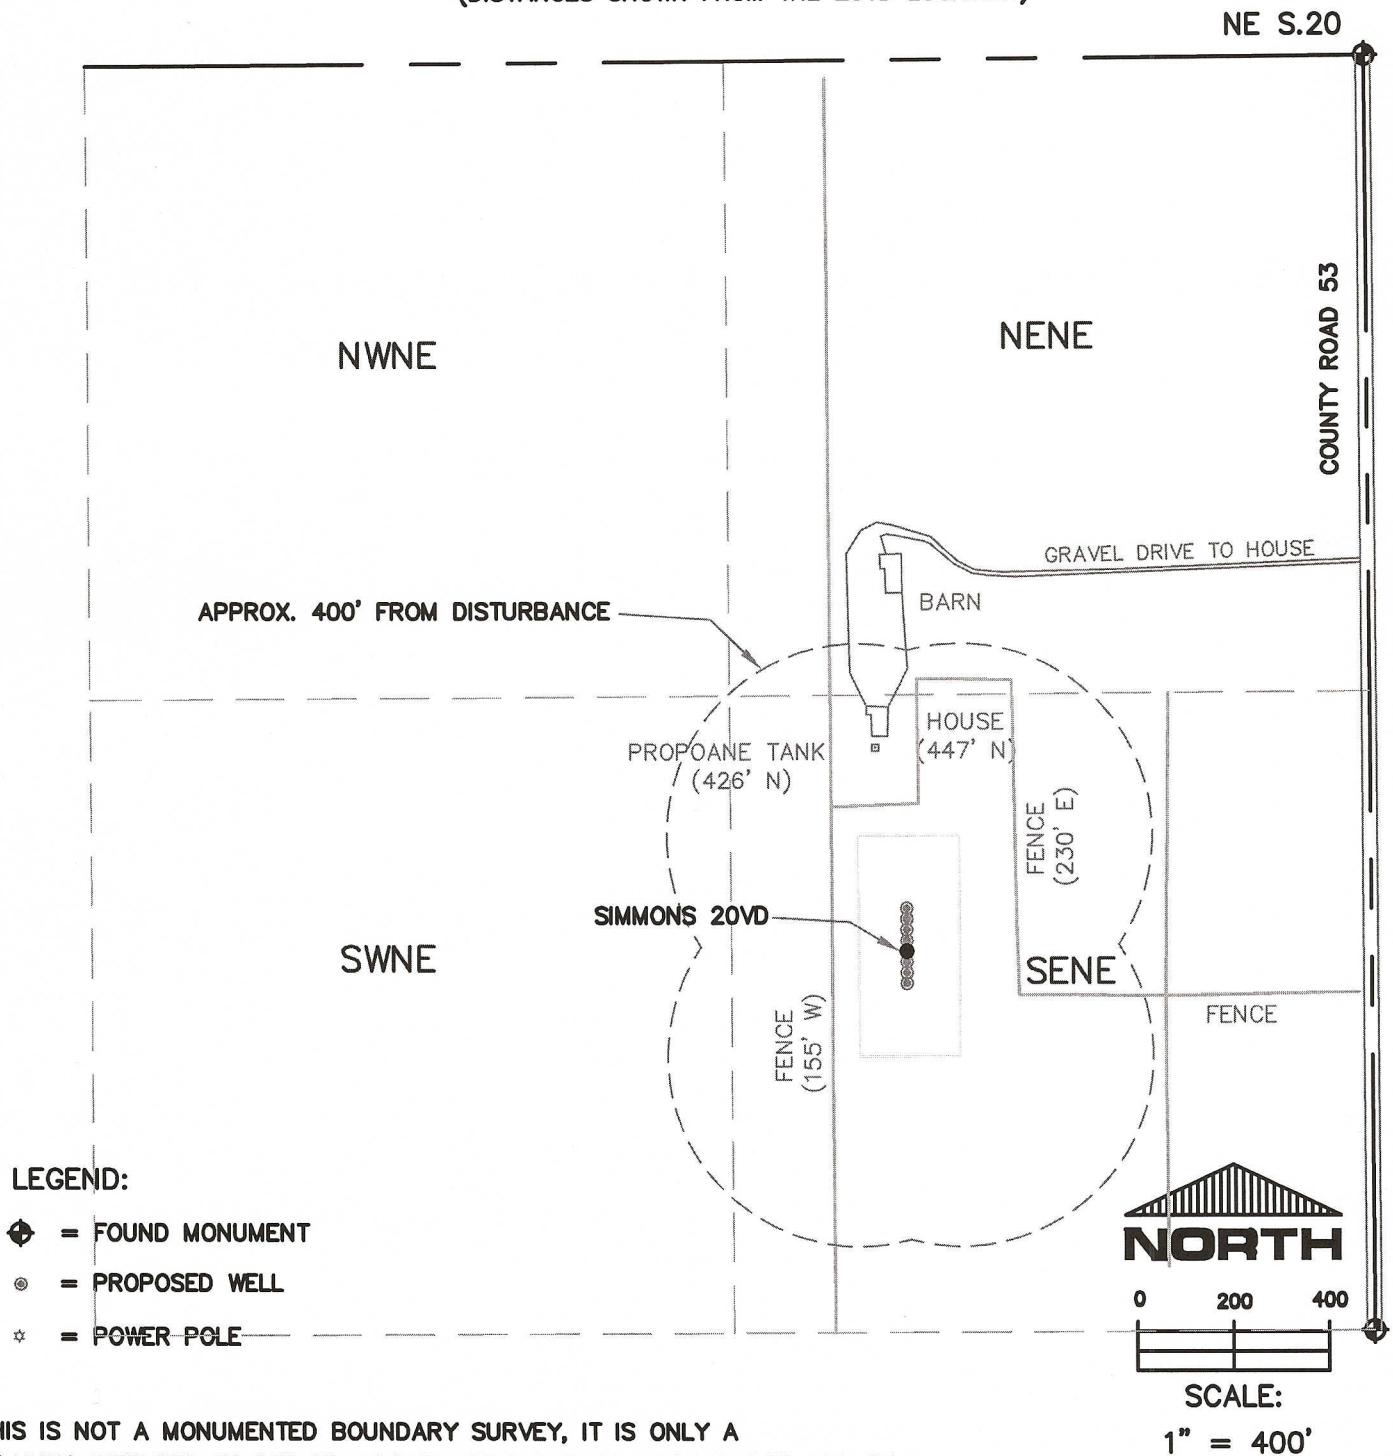 NE S.20
NWNE
NENE
COUNTY ROAD 53
GRAVEL DRIVE TO HOUSE
BARN
APPROX. 400' FROM DISTURBANCE
HOUSE
(447' N)
PROPOANE TANK
(426' N)
FENCE
(230' E)
SIMMONS 20VD
SWNE
SENE
FENCE
FENCE
(155' W)
LEGEND:
= FOUND MONUMENT
= PROPOSED WELL
= POWER POLE
NORTH
0 200 400
SCALE:
1" = 400'
HIS IS NOT A MONUMENTED BOUNDARY SURVEY, IT IS ONLY A